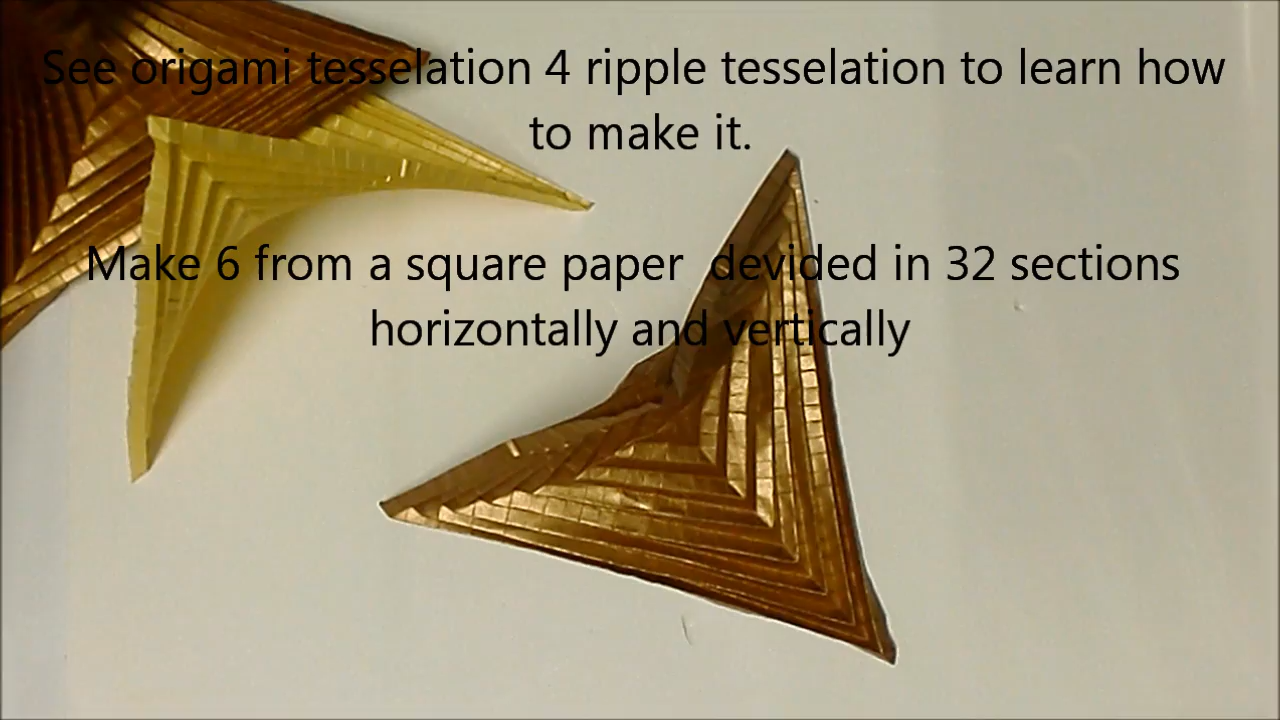 See origami tesselation 4 ripple tesselation to learn how
to make it.
Make 6 from a square paper devided in 32 sections
horizontally and vertically